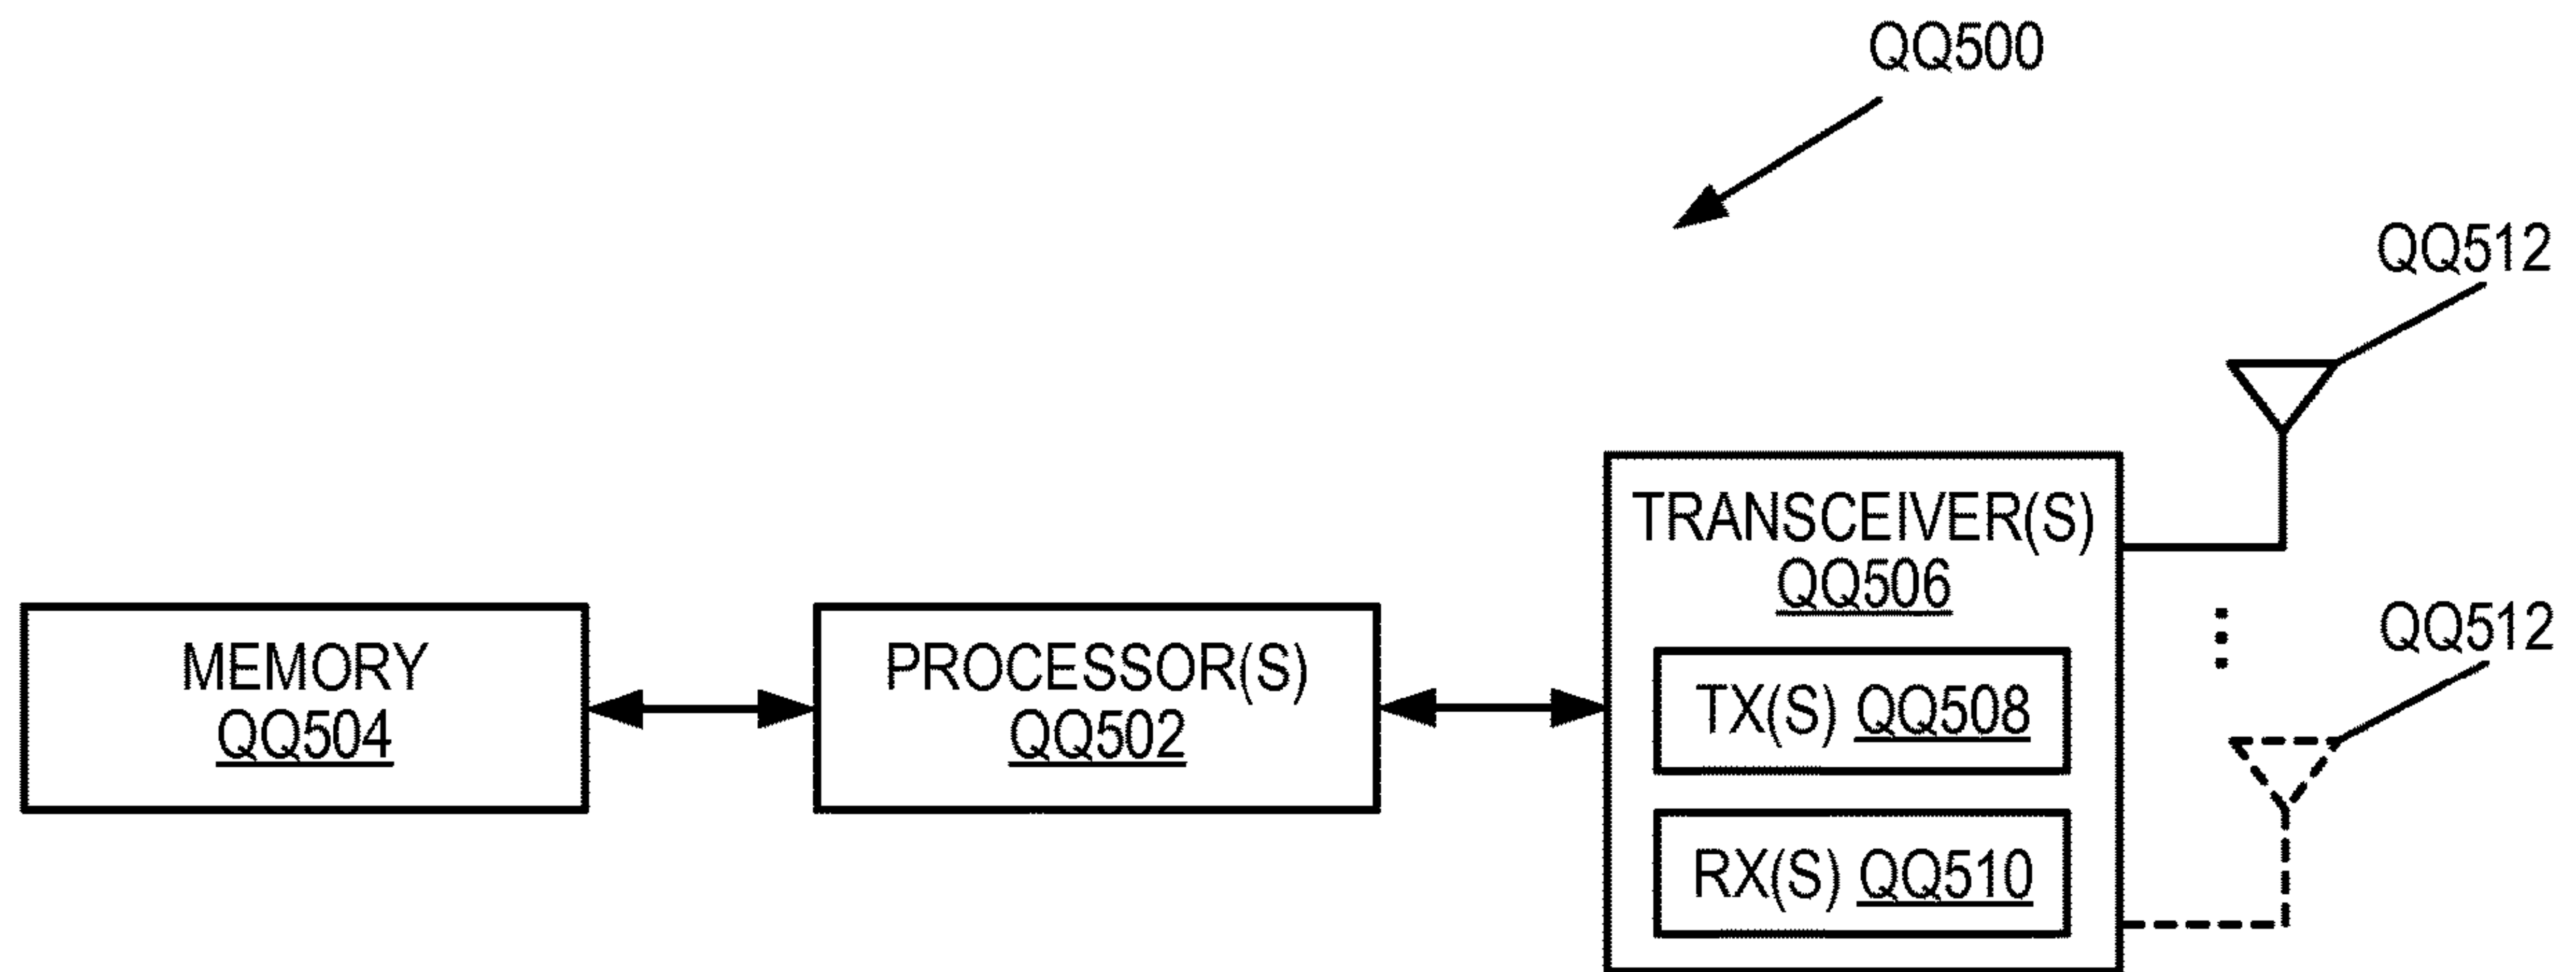 QQ500
QQ512
TRANSCEIVER(S)
QQ506
QQ512
MEMORY
QQ504
PROCESSOR(S)
QQ502
TX(S) QQ508
RX(S) QQ510